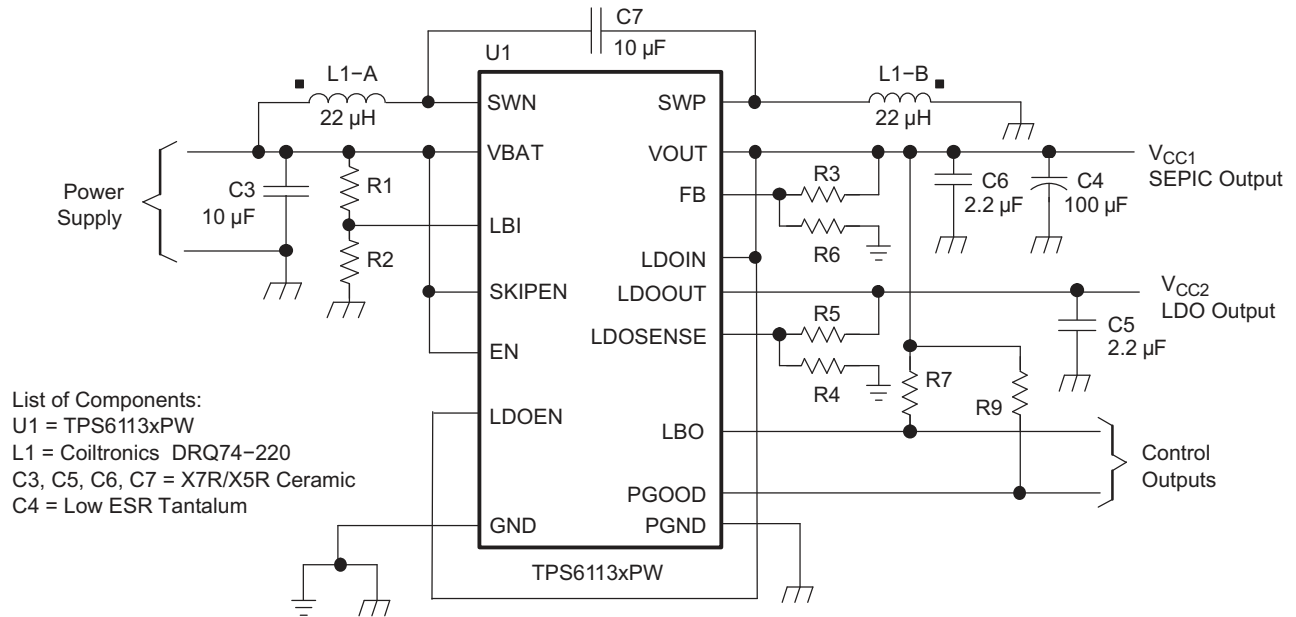 C7
10 µF
U1
L1−A
22 µH
L1−B
22 µH
SWN
SWP
VBAT
VOUT
FB
LBI
LDOIN
SKIPEN
LDOOUT
LDOSENSE
EN
LDOEN
LBO
PGOOD
GND
PGND
TPS6113xPW
Power
Supply
C3
10 µF
R1
R2
R3
R6
C6
2.2 µF
C4
100 µF
VCC1
SEPIC Output
R5
R4
VCC2
LDO Output
C5
2.2 µF
R7
R9
Control
Outputs
List of Components:
U1 = TPS6113xPW
L1 = Coiltronics DRQ74−220
C3, C5, C6, C7 = X7R/X5R Ceramic
C4 = Low ESR Tantalum